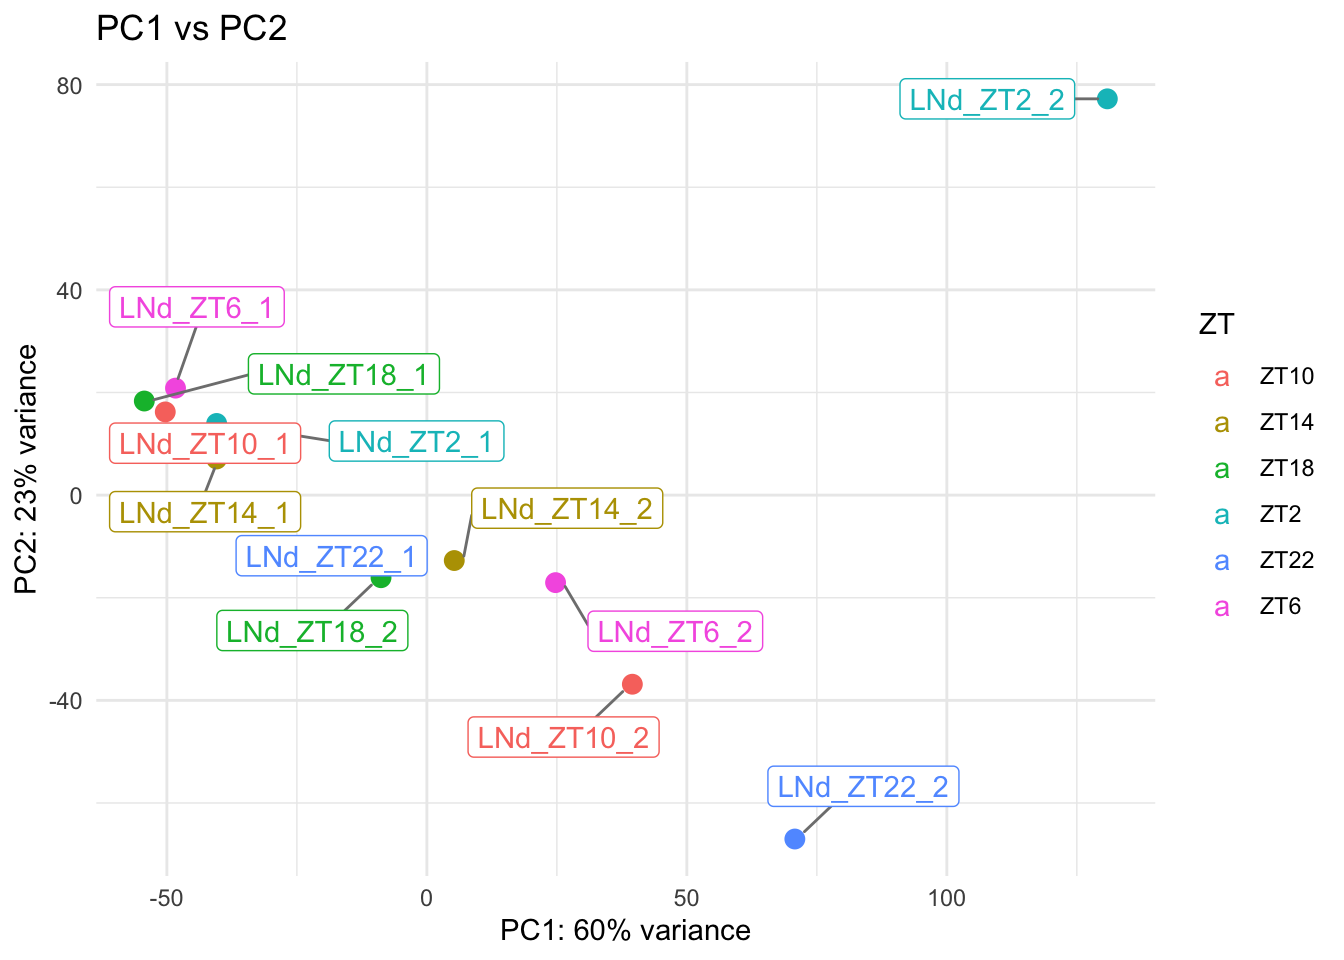 PC1 vs PC2
80
40
0
-40
PC2: 23% variance
LNd_ZT2_2
LNd_ZT6_1
LNd_ZT18_1
LNd_ZT10_1
LNd_ZT2_1
LNd_ZT14_1
LNd_ZT14_2
LNd_ZT22_1
LNd_ZT18_2
LNd_ZT6_2
LNd_ZT10_2
LNd_ZT22_2
-50
0
50
100
PC1: 60% variance
ZT
a ZT10
a ZT14
a ZT18
a ZT2
a ZT22
a ZT6